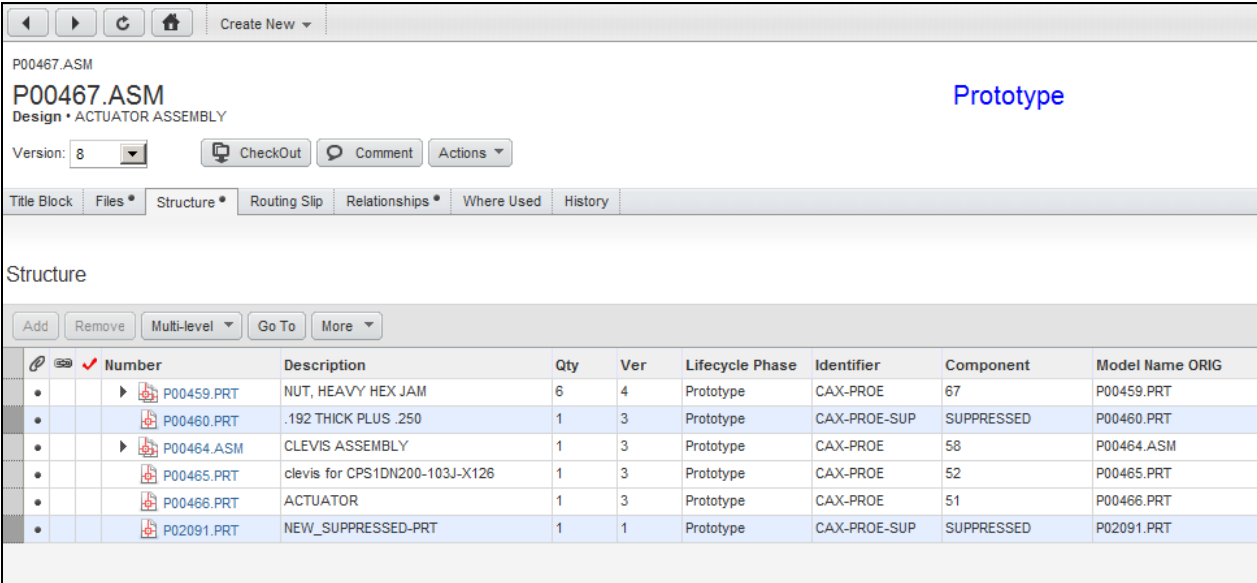 Create New
P00467.ASM
P00467.ASM
Prototype
Design • ACTUATOR ASSEMBLY
Version: 8 CheckOut Comment Actions
Title Block Files Structure Routing Slip Relationships Where Used History
Structure
Add Remove Multi-level Go To More
Number Description Qty Ver Lifecycle Phase Identifier Component Model Name ORIG
P00459.PRT NUT, HEAVY HEX JAM 6 4 Prototype CAX-PROE 67 P00459.PRT
P00460.PRT .192 THICK PLUS .250 1 3 Prototype CAX-PROE-SUP SUPPRESSED P00460.PRT
P00464.ASM CLEVIS ASSEMBLY 1 3 Prototype CAX-PROE 58 P00464.ASM
P00465.PRT clevis for CPS1DN200-103J-X126 1 3 Prototype CAX-PROE 52 P00465.PRT
P00466.PRT ACTUATOR 1 3 Prototype CAX-PROE 51 P00466.PRT
P02091.PRT NEW_SUPPRESSED-PRT 1 1 Prototype CAX-PROE-SUP SUPPRESSED P02091.PRT